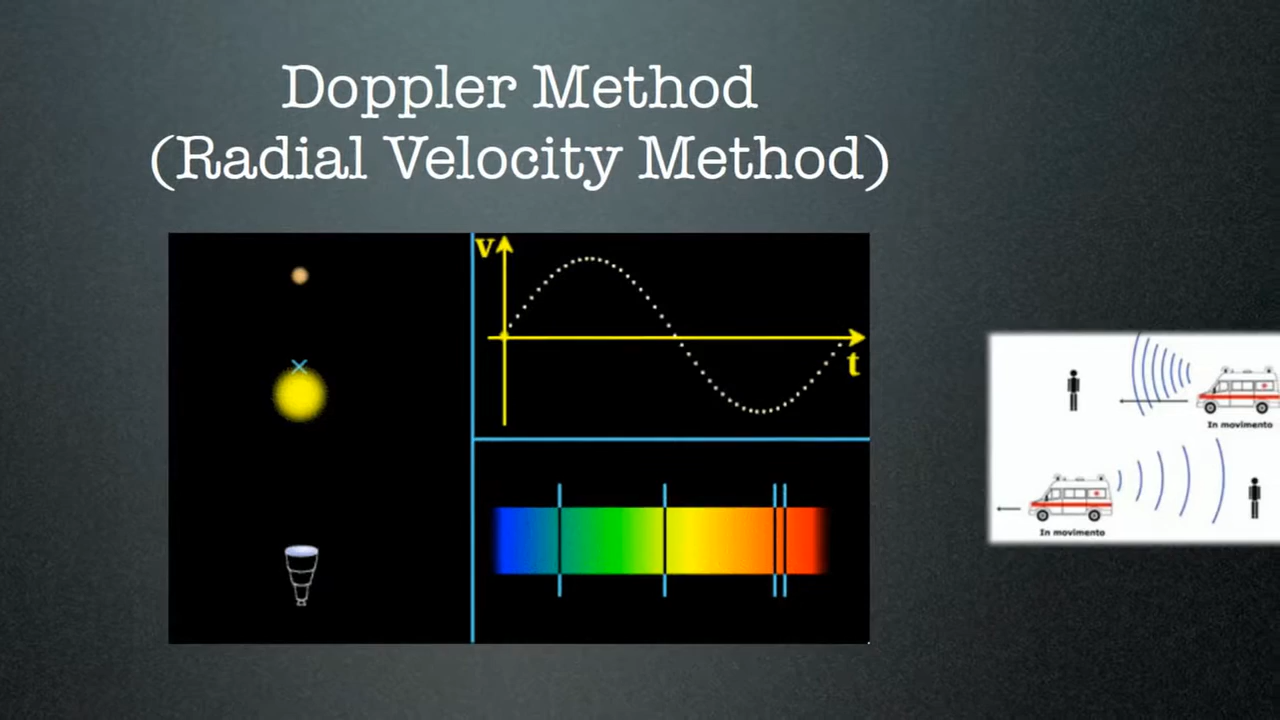 Doppler Method
(Radial Velocity Method)
v
t
In movimento
In movimento